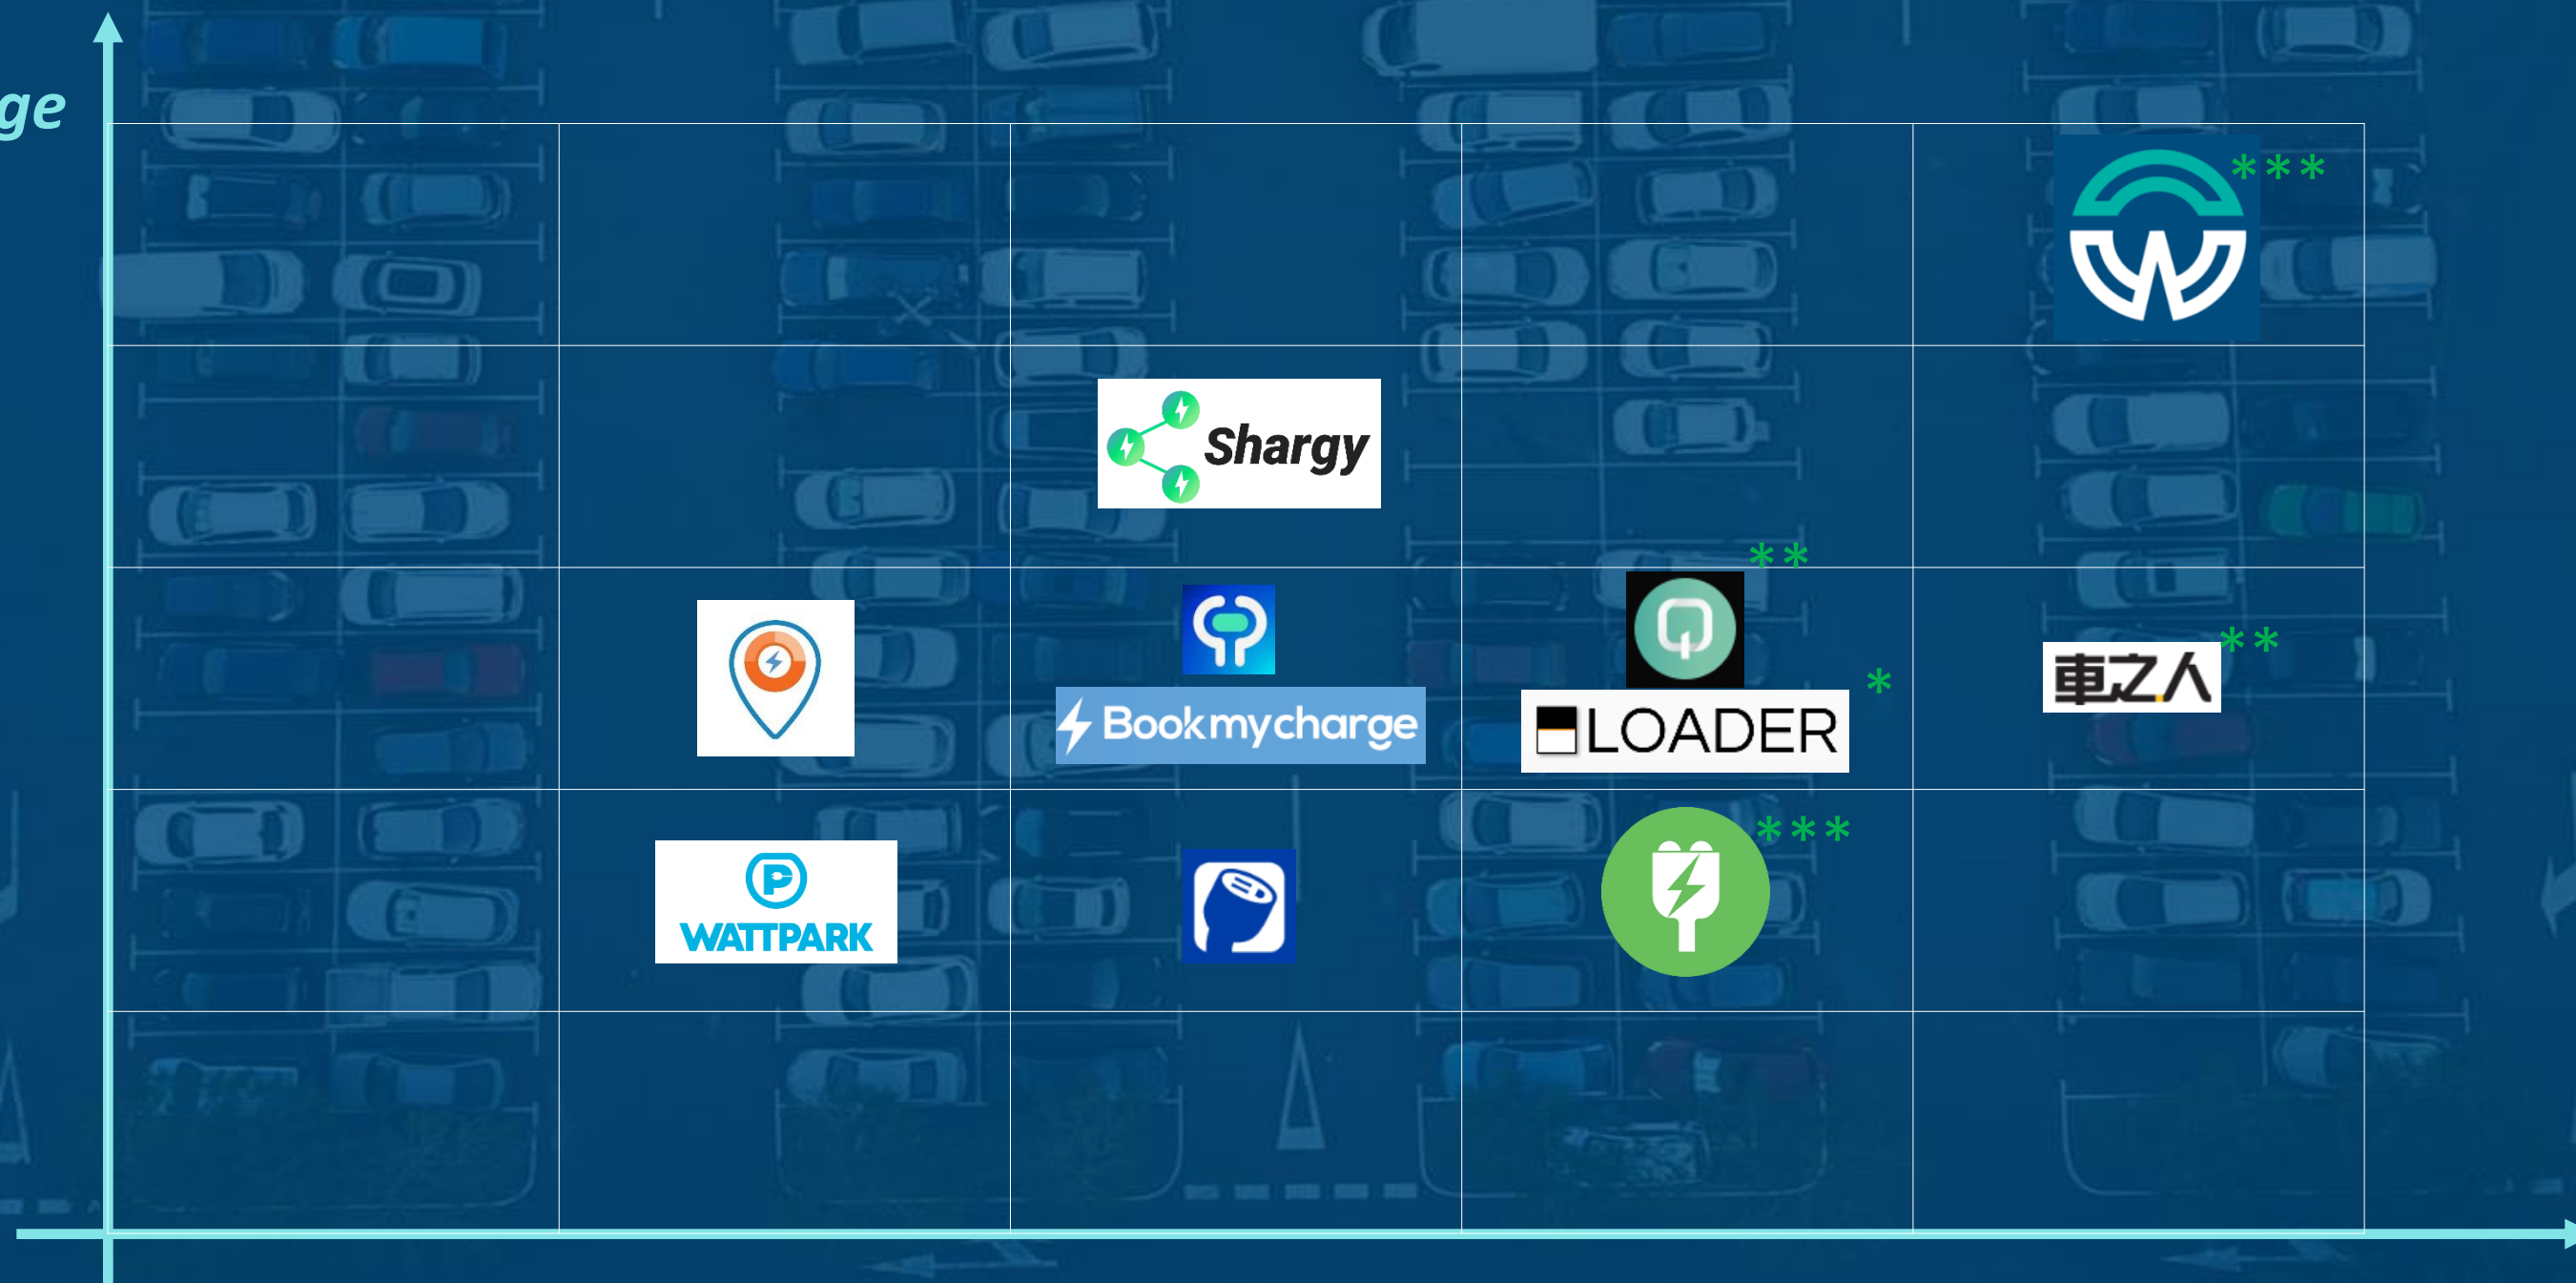 ge
***
Shargy
**
**
Bookmycharge
*
LOADER
車之人
***
P
WATTPARK